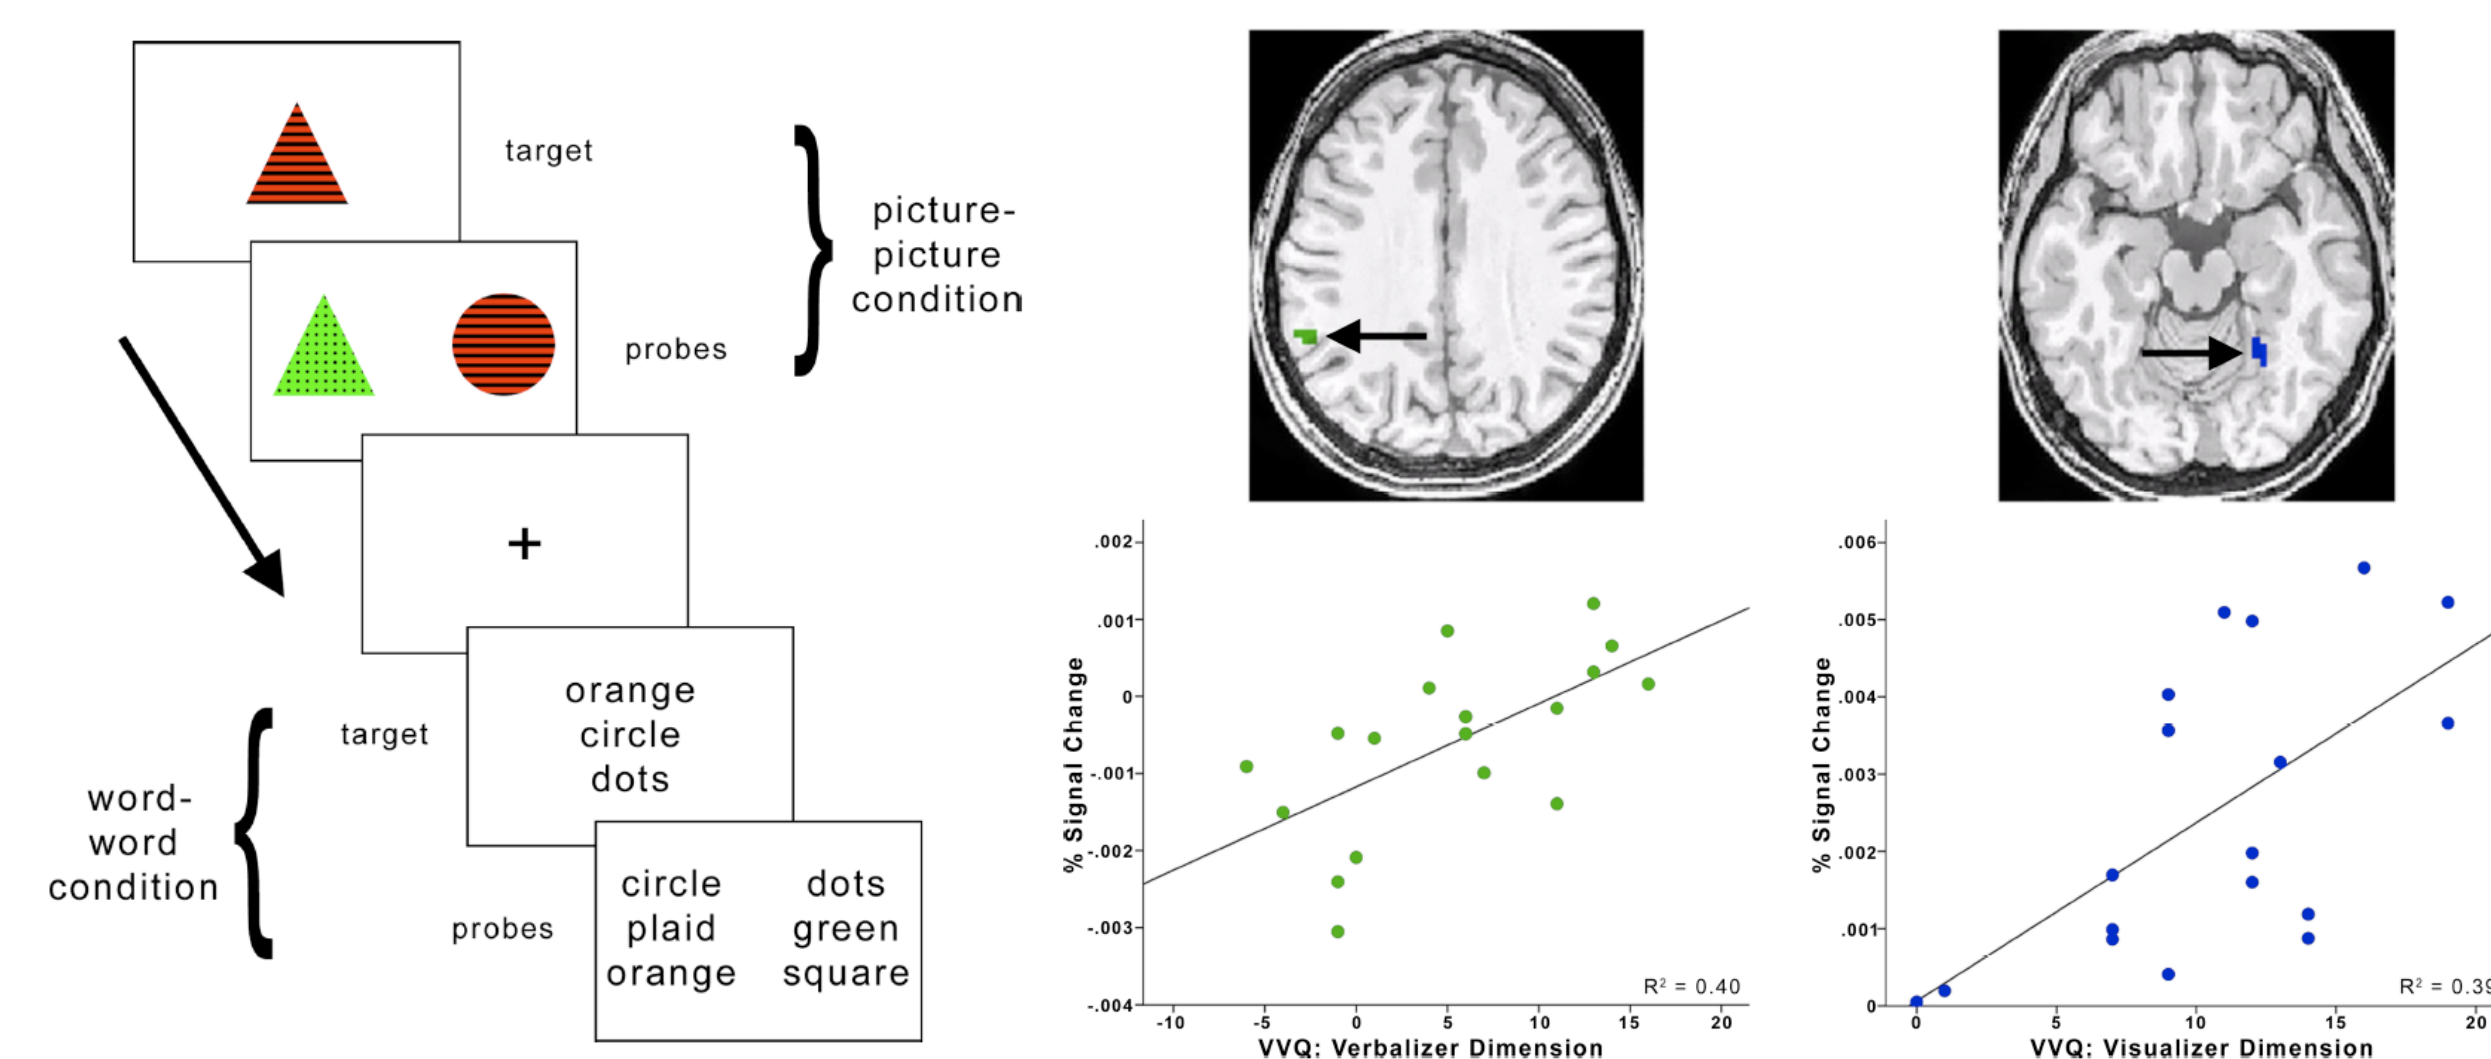 target
picture-
picture
condition
probes
+
orange
circle
dots
target
word-
word
condition
circle dots
plaid green
orange square
probes
.002
.001
0
-.001
-.002
-.003
-.004
% Signal Change
-10 -5 0 5 10 15 20
R² = 0.40
VVQ: Verbalizer Dimension
.006
.005
.004
.003
.002
.001
0
% Signal Change
0 5 10 15 20
R² = 0.39
VVQ: Visualizer Dimension